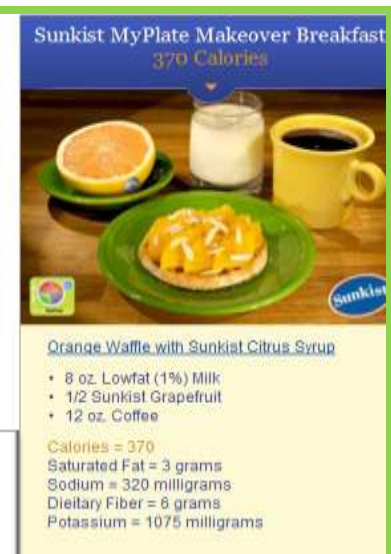 Sunkist MyPlate Makeover Breakfast
370 Calories
Sunkist
Orange Waffle with Sunkist Citrus Syrup
• 8 oz. Lowfat (1%) Milk
• 1/2 Sunkist Grapefruit
• 12 oz. Coffee
Calories = 370
Saturated Fat = 3 grams
Sodium = 320 milligrams
Dieitary Fiber = 6 grams
Potassium = 1075 milligrams